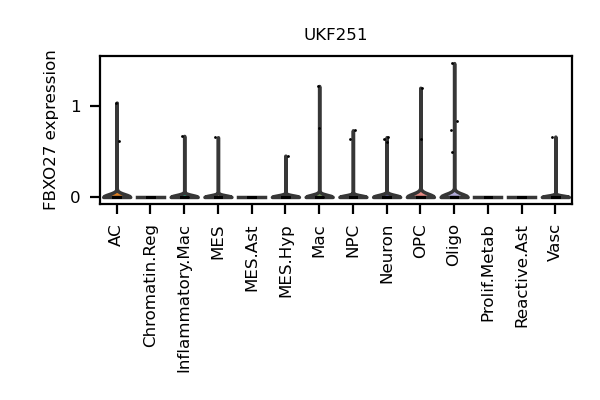 UKF251
FBXO27 expression
1
0
AC
Chromatin.Reg
Inflammatory.Mac
MES
MES.Ast
MES.Hyp
Mac
NPC
Neuron
OPC
Oligo
Prolif.Metab
Reactive.Ast
Vasc